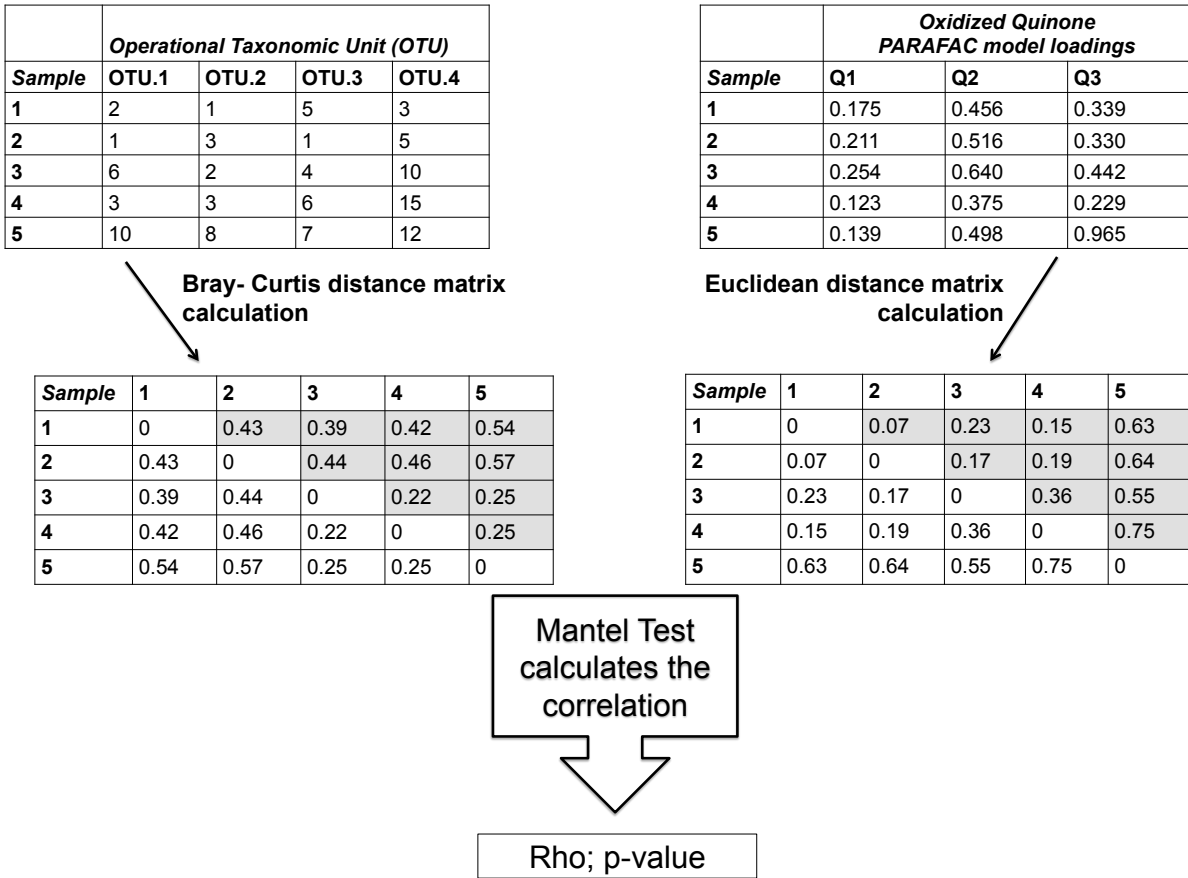 Operational Taxonomic Unit (OTU)
Sample OTU.1 OTU.2 OTU.3 OTU.4
1 2 1 5 3
2 1 3 1 5
3 6 2 4 10
4 3 3 6 15
5 10 8 7 12
Oxidized Quinone
PARAFAC model loadings
Sample Q1 Q2 Q3
1 0.175 0.456 0.339
2 0.211 0.516 0.330
3 0.254 0.640 0.442
4 0.123 0.375 0.229
5 0.139 0.498 0.965
Bray- Curtis distance matrix
calculation
Euclidean distance matrix
calculation
Sample 1 2 3 4 5
1 0 0.43 0.39 0.42 0.54
2 0.43 0 0.44 0.46 0.57
3 0.39 0.44 0 0.22 0.25
4 0.42 0.46 0.22 0 0.25
5 0.54 0.57 0.25 0.25 0
Sample 1 2 3 4 5
1 0 0.07 0.23 0.15 0.63
2 0.07 0 0.17 0.19 0.64
3 0.23 0.17 0 0.36 0.55
4 0.15 0.19 0.36 0 0.75
5 0.63 0.64 0.55 0.75 0
Mantel Test
calculates the
correlation
Rho; p-value